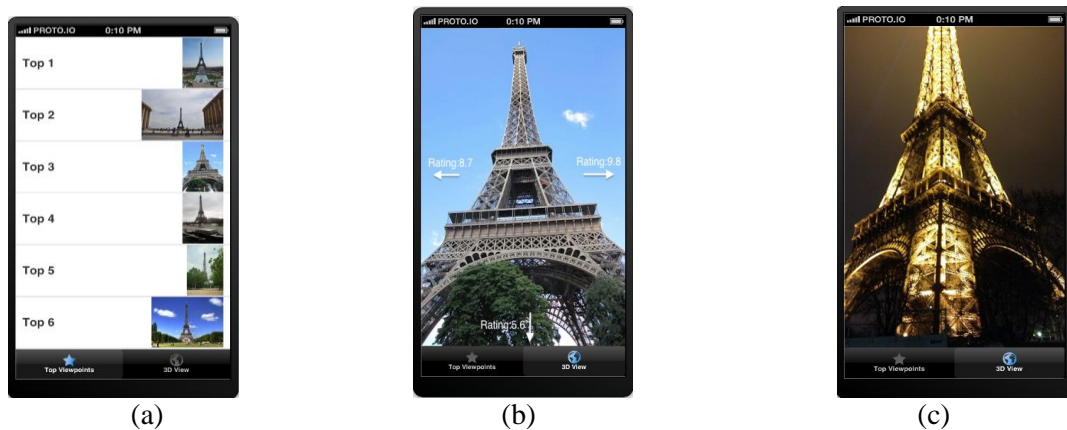 PROTO.IO 0:10 PM
Top 1
Top 2
Top 3
Top 4
Top 5
Top 6
Top Viewpoints 3D View
(a)
PROTO.IO 0:10 PM
Rating:8.7 Rating:9.8
Rating:5.6
Top Viewpoints 3D View
(b)
PROTO.IO 0:10 PM
Top Viewpoints 3D View
(c)